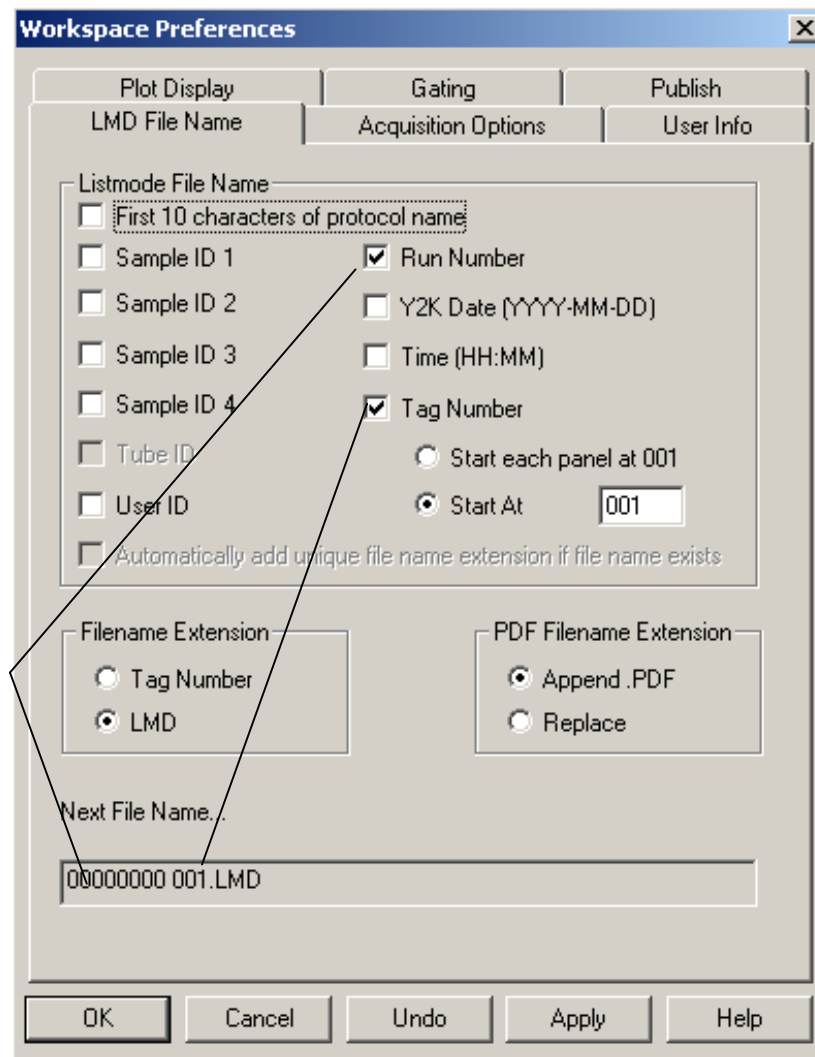 Workspace Preferences
Plot Display Gating Publish
LMD File Name Acquisition Options User Info
Listmode File Name
First 10 characters of protocol name
Sample ID 1 Run Number
Sample ID 2 Y2K Date (YYYY-MM-DD)
Sample ID 3 Time (HH:MM)
Sample ID 4 Tag Number
Tube ID Start each panel at 001
User ID Start At 001
Automatically add unique file name extension if file name exists
Filename Extension PDF Filename Extension
Tag Number Append .PDF
LMD Replace
Next File Name...
00000000 001.LMD
OK Cancel Undo Apply Help